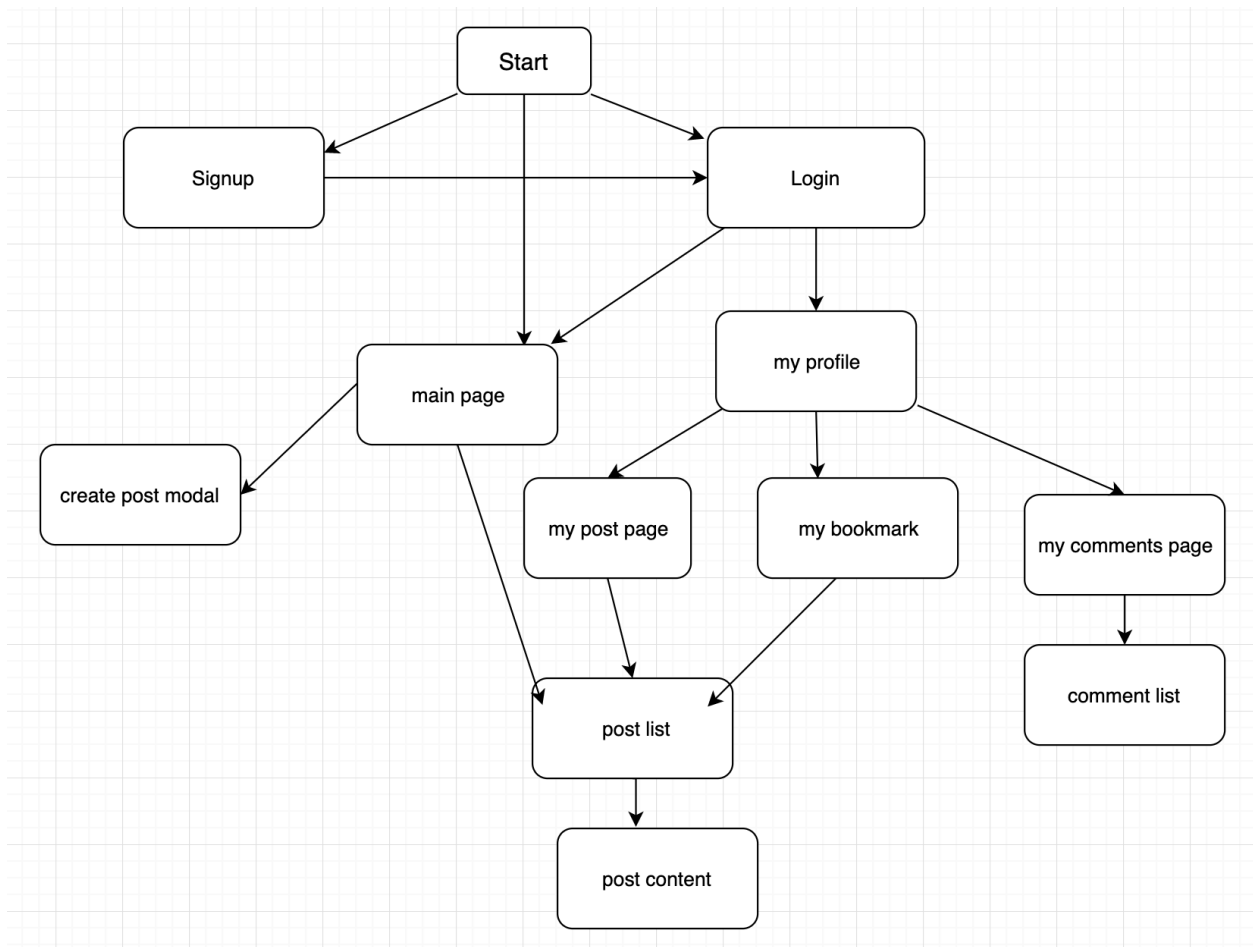 Start
Signup
Login
my profile
main page
create post modal
my post page
my bookmark
my comments page
comment list
post list
post content